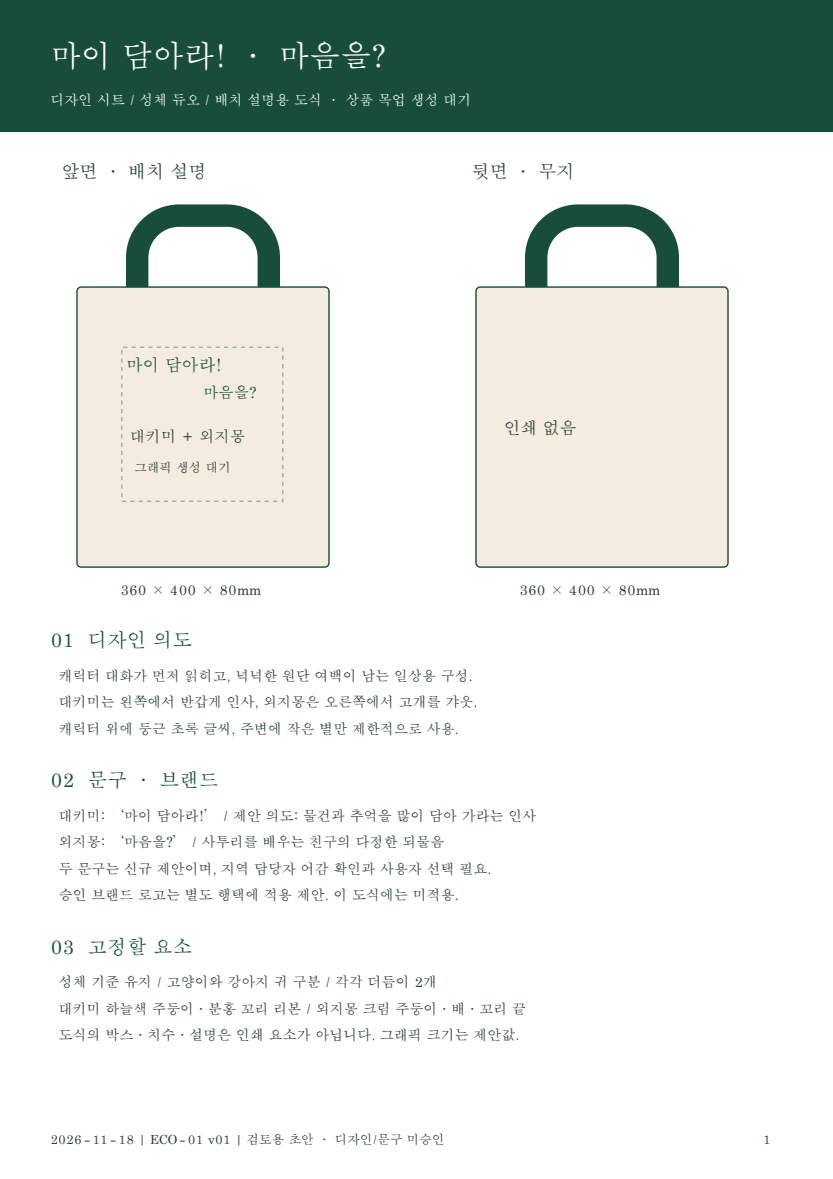 마이 담아라! · 마음을?
디자인 시트 / 성체 듀오 / 배치 설명용 도식 · 상품 목업 생성 대기
앞면 · 배치 설명
뒷면 · 무지
마이 담아라!
마음을?
대키미 + 외지몽
그래픽 생성 대기
인쇄 없음
360 × 400 × 80mm
360 × 400 × 80mm
01 디자인 의도
캐릭터 대화가 먼저 읽히고, 넉넉한 원단 여백이 남는 일상용 구성.
대키미는 왼쪽에서 반갑게 인사, 외지몽은 오른쪽에서 고개를 갸웃.
캐릭터 위에 둥근 초록 글씨, 주변에 작은 별만 제한적으로 사용.
02 문구 · 브랜드
대키미: ‘마이 담아라!’ / 제안 의도: 물건과 추억을 많이 담아 가라는 인사
외지몽: ‘마음을?’ / 사투리를 배우는 친구의 다정한 되물음
두 문구는 신규 제안이며, 지역 담당자 어감 확인과 사용자 선택 필요.
승인 브랜드 로고는 별도 행택에 적용 제안. 이 도식에는 미적용.
03 고정할 요소
성체 기준 유지 / 고양이와 강아지 귀 구분 / 각각 더듬이 2개
대키미 하늘색 주둥이 · 분홍 꼬리 리본 / 외지몽 크림 주둥이 · 배 · 꼬리 끝
도식의 박스 · 치수 · 설명은 인쇄 요소가 아닙니다. 그래픽 크기는 제안값.
2026-11-18 | ECO-01 v01 | 검토용 초안 · 디자인/문구 미승인
1